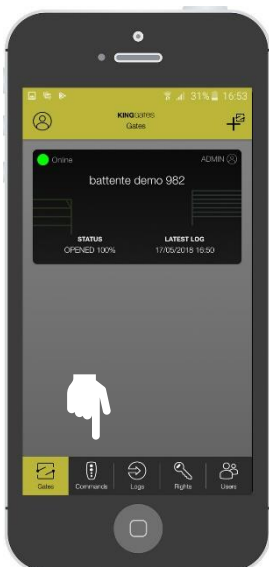 31% 16:53
KINGgates
Gates
Online ADMIN
battente demo 982
STATUS LATEST LOG
OPENED 100% 17/05/2018 16:50
Gates Commands Logs Rights Users